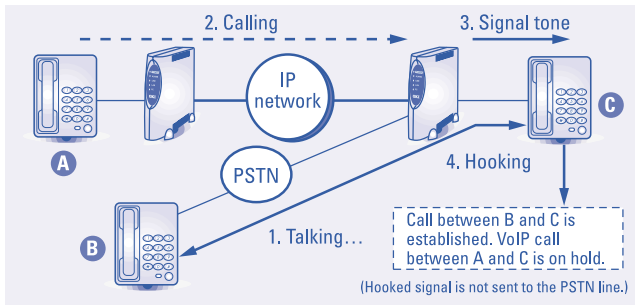 2. Calling
3. Signal tone
IP
network
A
C
PSTN
4. Hooking
B
1. Talking…
Call between B and C is
established. VoIP call
between A and C is on hold.
(Hooked signal is not sent to the PSTN line.)